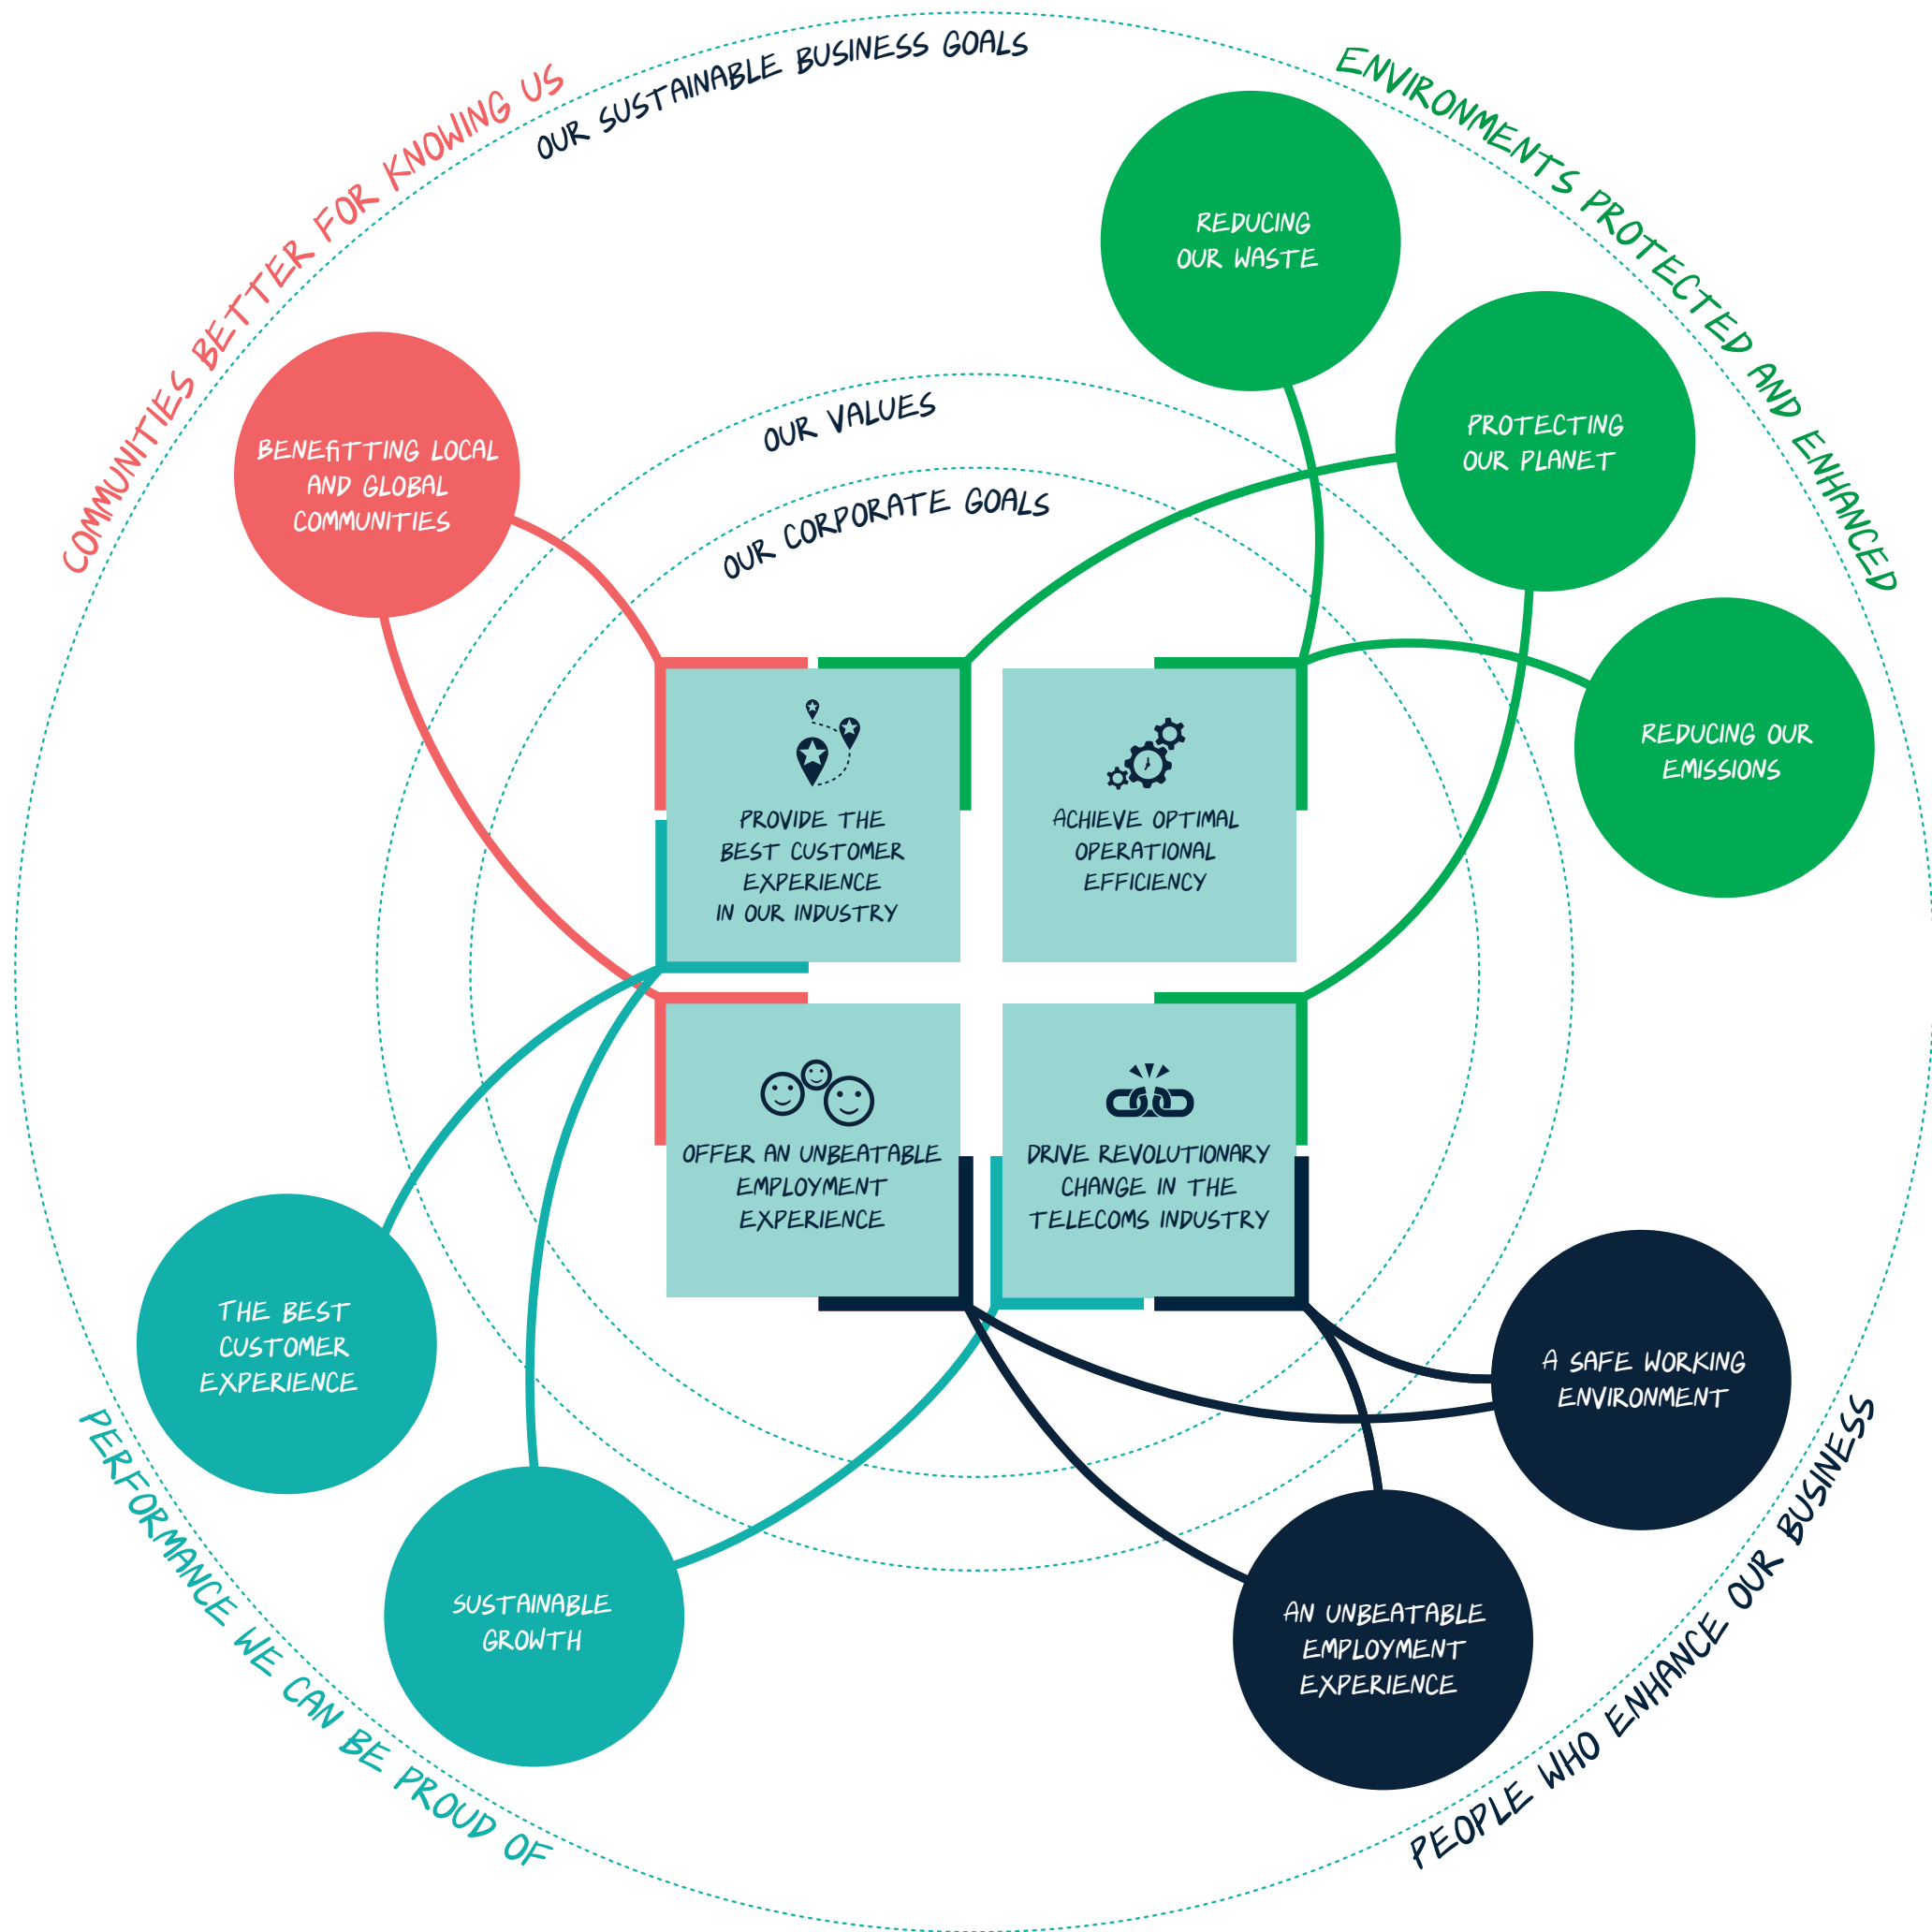 COMMUNITIES BETTER FOR KNOWING US
OUR SUSTAINABLE BUSINESS GOALS
ENVIRONMENTS PROTECTED AND ENHANCED
REDUCING
OUR WASTE
PROTECTING
OUR PLANET
REDUCING OUR
EMISSIONS
BENEFITTING LOCAL
AND GLOBAL
COMMUNITIES
OUR VALUES
OUR CORPORATE GOALS
PROVIDE THE
BEST CUSTOMER
EXPERIENCE
IN OUR INDUSTRY
ACHIEVE OPTIMAL
OPERATIONAL
EFFICIENCY
OFFER AN UNBEATABLE
EMPLOYMENT
EXPERIENCE
DRIVE REVOLUTIONARY
CHANGE IN THE
TELECOMS INDUSTRY
THE BEST
CUSTOMER
EXPERIENCE
SUSTAINABLE
GROWTH
A SAFE WORKING
ENVIRONMENT
AN UNBEATABLE
EMPLOYMENT
EXPERIENCE
PERFORMANCE WE CAN BE PROUD OF
PEOPLE WHO ENHANCE OUR BUSINESS